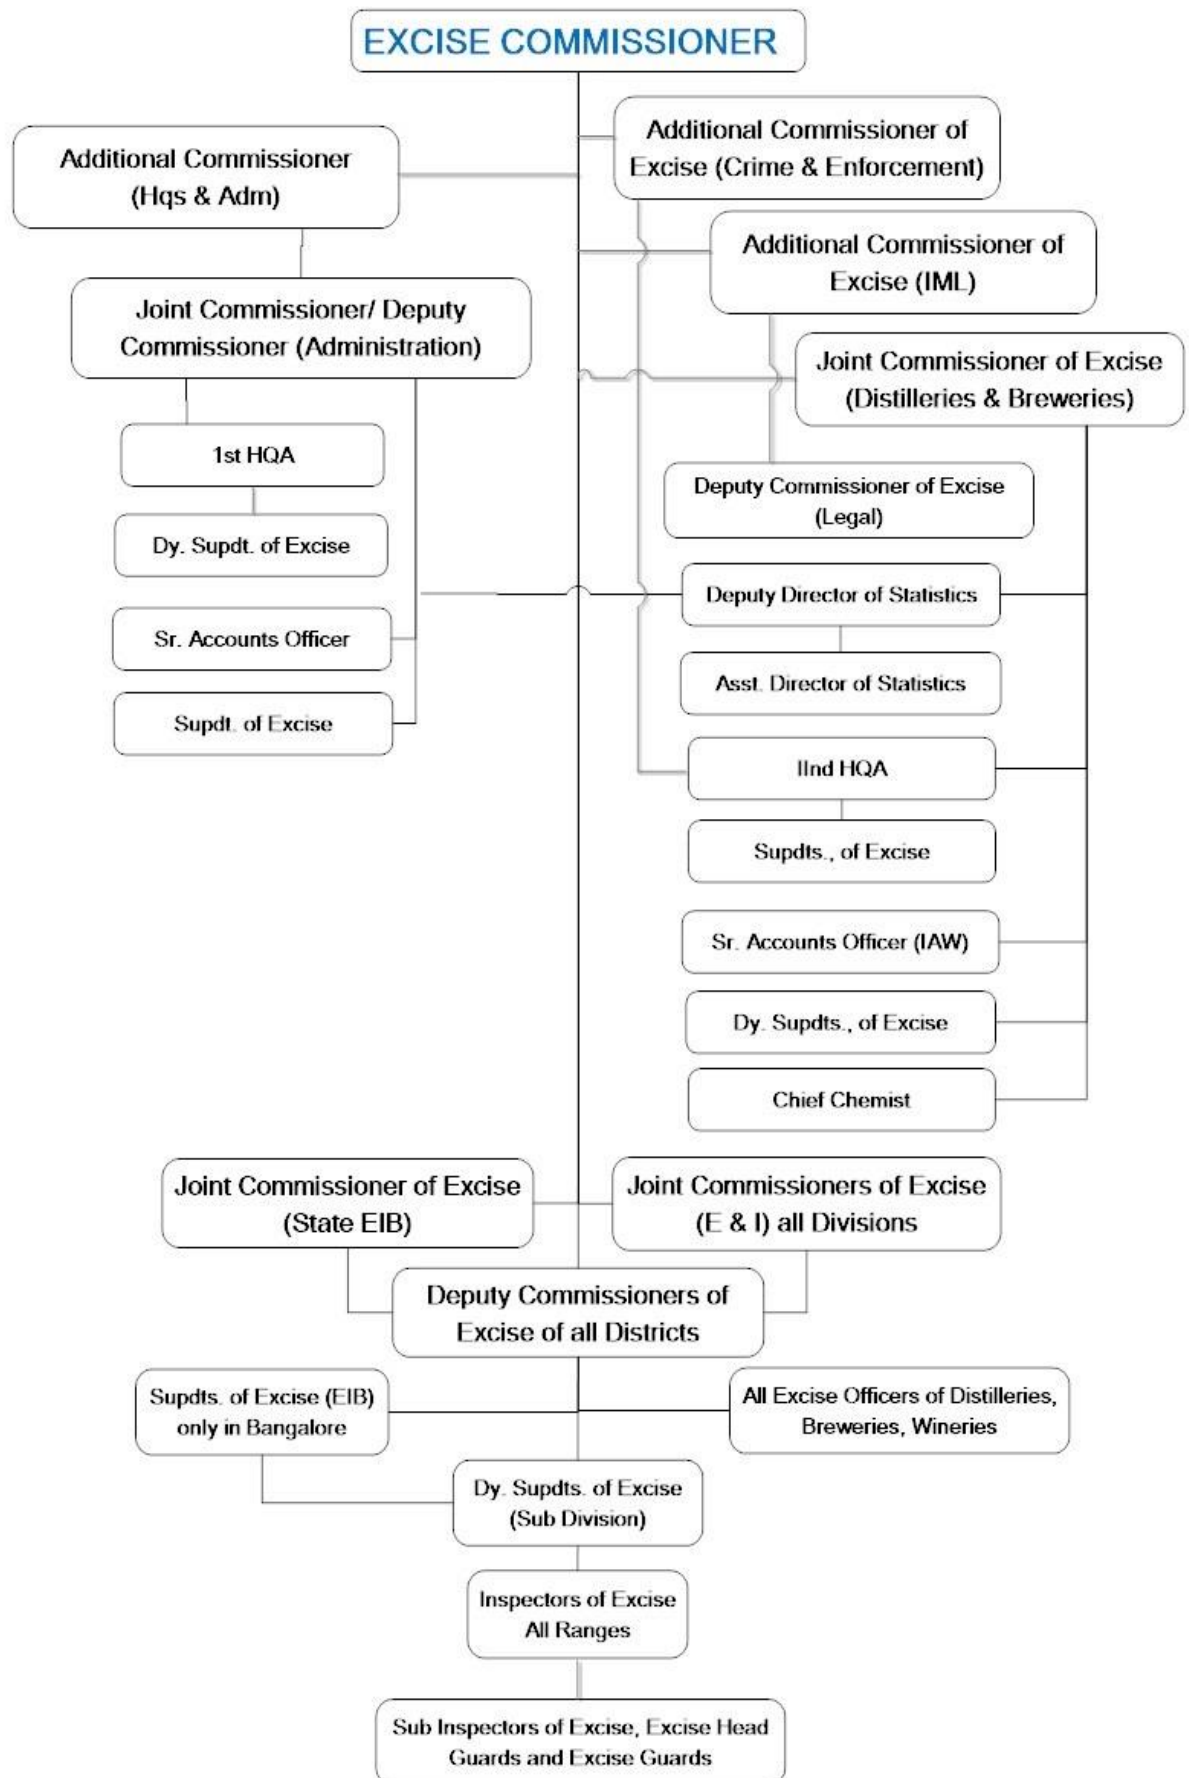 EXCISE COMMISSIONER
Additional Commissioner of
Excise (Crime & Enforcement)
Additional Commissioner
(Hqs & Adm)
Additional Commissioner of
Excise (IML)
Joint Commissioner/ Deputy
Commissioner (Administration)
Joint Commissioner of Excise
(Distilleries & Breweries)
1st HQA
Deputy Commissioner of Excise
(Legal)
Dy. Supdt. of Excise
Deputy Director of Statistics
Sr. Accounts Officer
Asst. Director of Statistics
Supdt. of Excise
IInd HQA
Supdts., of Excise
Sr. Accounts Officer (IAW)
Dy. Supdts., of Excise
Chief Chemist
Joint Commissioner of Excise
(State EIB)
Joint Commissioners of Excise
(E & I) all Divisions
Deputy Commissioners of
Excise of all Districts
Supdts. of Excise (EIB)
only in Bangalore
All Excise Officers of Distilleries,
Breweries, Wineries
Dy. Supdts. of Excise
(Sub Division)
Inspectors of Excise
All Ranges
Sub Inspectors of Excise, Excise Head
Guards and Excise Guards